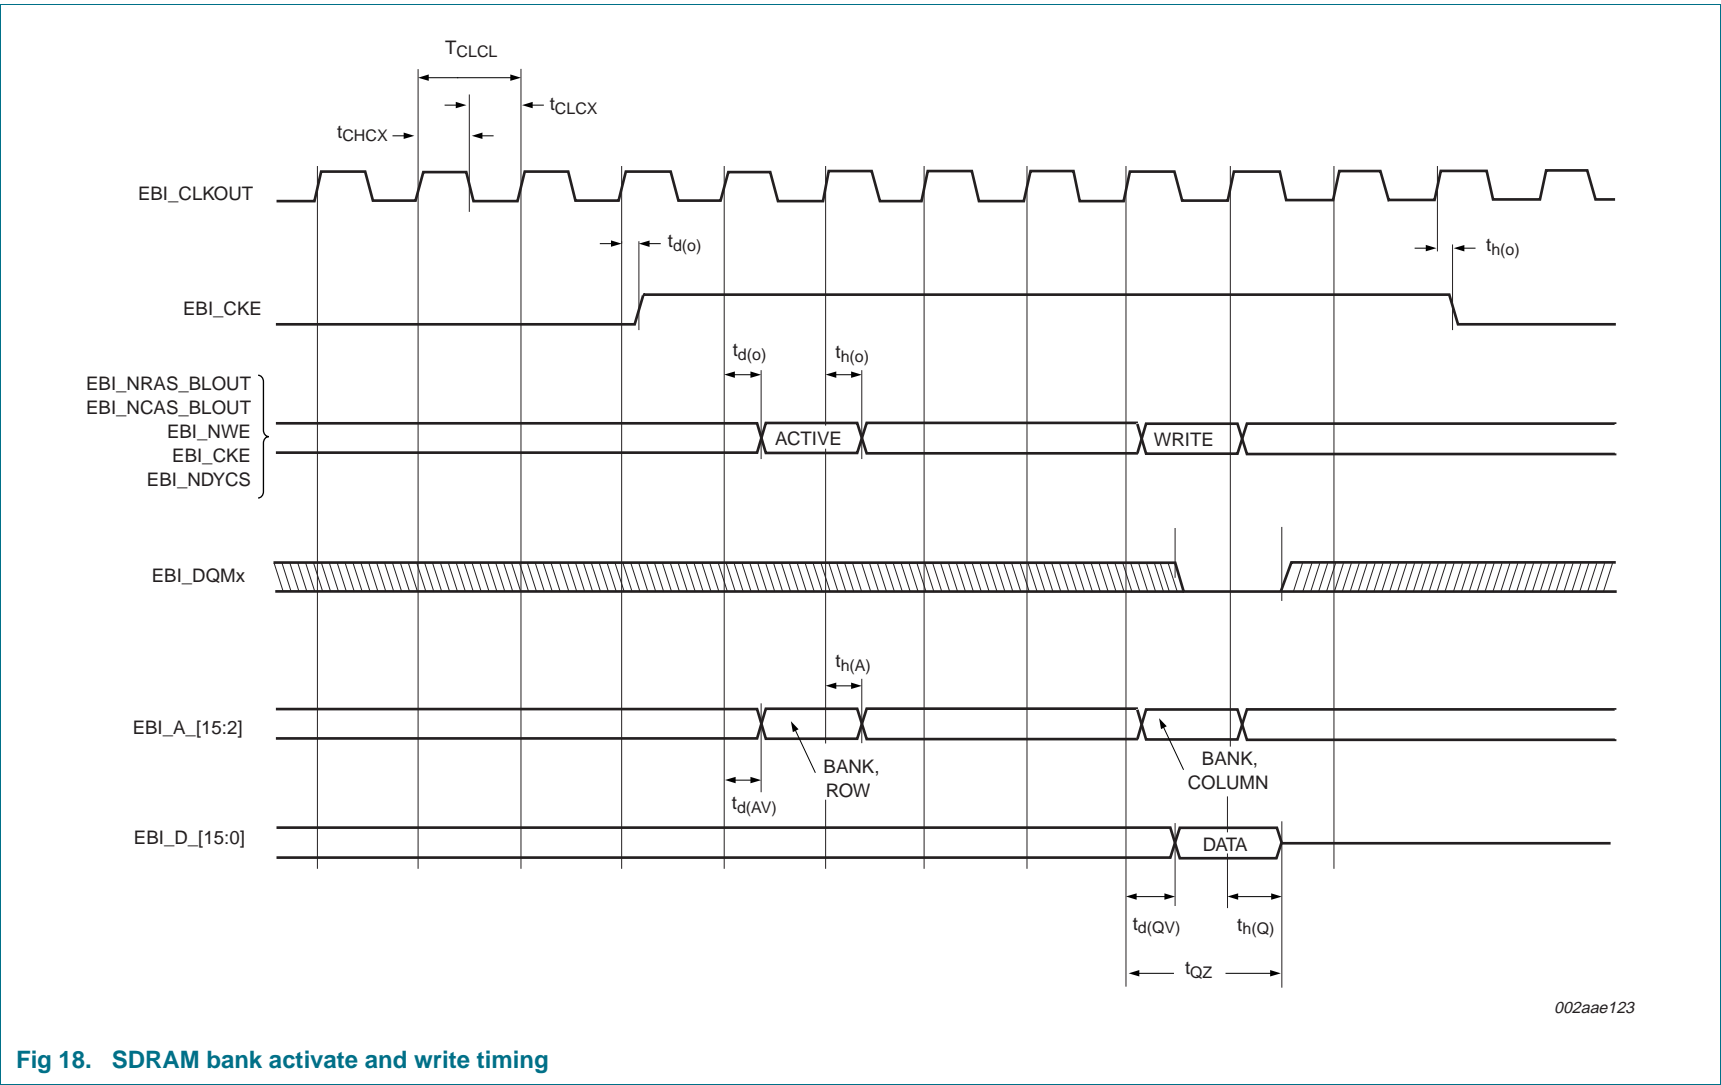 TCLCL
tCLCX
tCHCX
EBI_CLKOUT
td(o)
th(o)
EBI_CKE
td(o)
th(o)
EBI_NRAS_BLOUT
EBI_NCAS_BLOUT
EBI_NWE
EBI_CKE
EBI_NDYCS
ACTIVE
WRITE
EBI_DQMx
th(A)
EBI_A_[15:2]
BANK,
ROW
BANK,
COLUMN
td(AV)
EBI_D_[15:0]
DATA
td(QV)
th(Q)
tQZ
002aae123
Fig 18. SDRAM bank activate and write timing